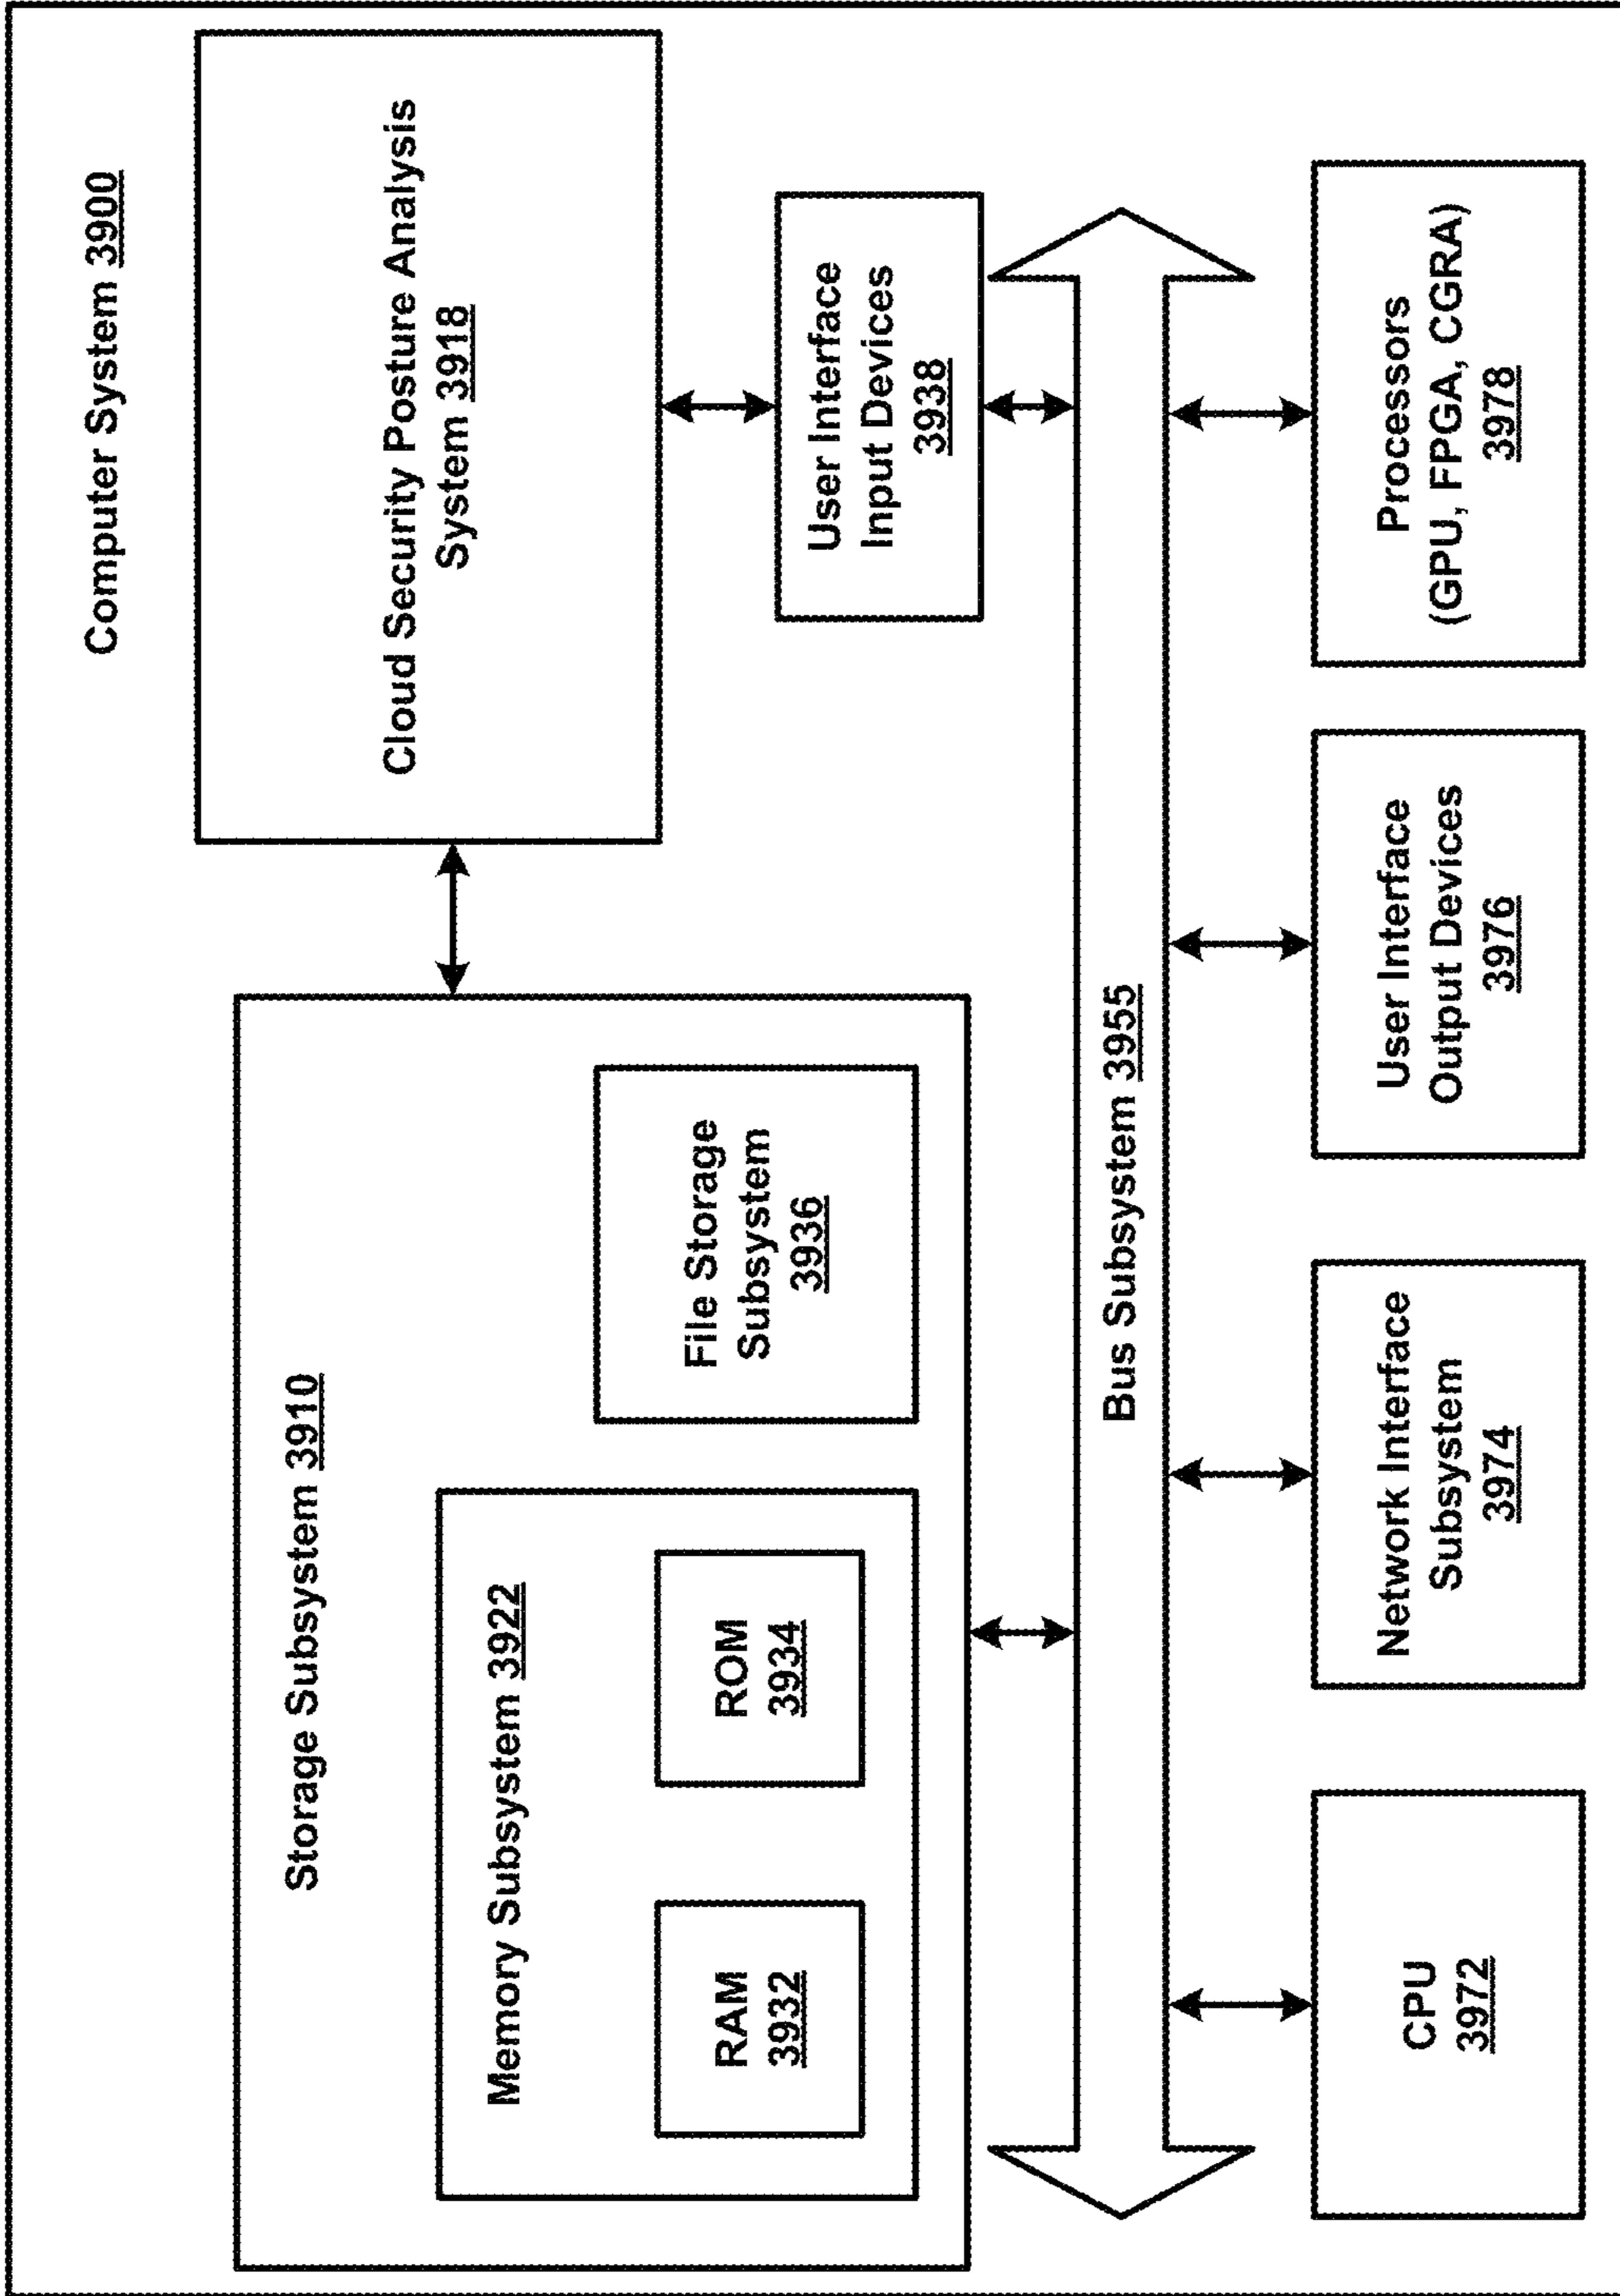 Computer System 3900
Storage Subsystem 3910
Cloud Security Posture Analysis
System 3918
Memory Subsystem 3922
RAM
3932
ROM
3934
File Storage
Subsystem
3936
User Interface
Input Devices
3938
Bus Subsystem 3955
CPU
3972
Network Interface
Subsystem
3974
User Interface
Output Devices
3976
Processors
(GPU, FPGA, CGRA)
3978